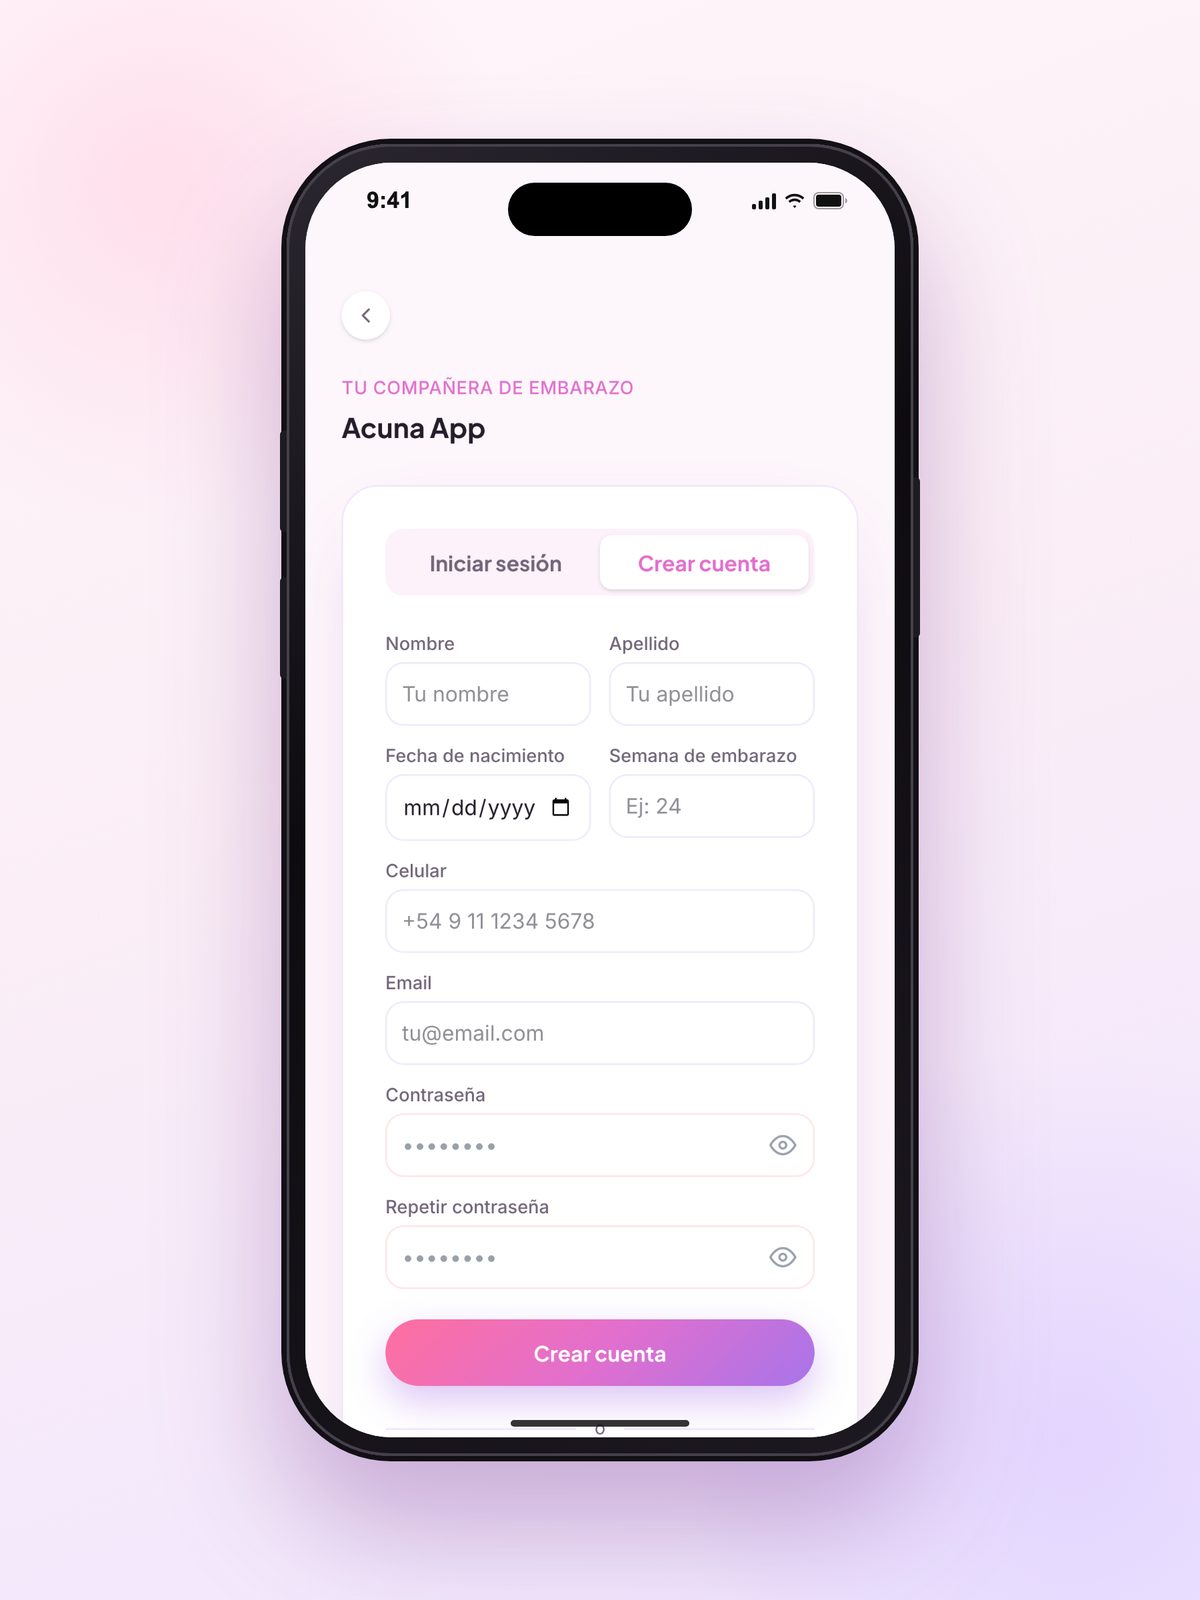 9:41
TU COMPAÑERA DE EMBARAZO
Acuna App
Iniciar sesión Crear cuenta
Nombre Apellido
Tu nombre Tu apellido
Fecha de nacimiento Semana de embarazo
mm/dd/yyyy Ej: 24
Celular
+54 9 11 1234 5678
Email
tu@email.com
Contraseña
••••••••
Repetir contraseña
••••••••
Crear cuenta
o